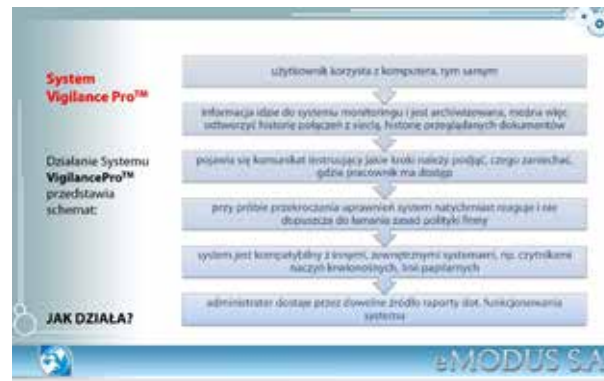 System
Vigilance Pro™
Działanie Systemu
VigilancePro™
przedstawia
schemat:
JAK DZIAŁA?
użytkownik korzysta z komputera, tym samym
informacja idzie do systemu monitoringu i jest archiwizowana, można więc
odtworzyć historię połączeń z siecią, historię przeglądanych dokumentów
pojawia się komunikat instruujący jakie kroki należy podjąć, czego zaniechać,
gdzie pracownik ma dostęp
przy próbie przekroczenia uprawnień system natychmiast reaguje i nie
dopuszcza do łamania zasad polityki firmy
system jest kompatybilny z innymi, zewnętrznymi systemami, np. czytnikami
naczyń krwionośnych, linii papilarnych
administrator dostaje przez dowolne źródło raporty dot. funkcjonowania
systemu
eMODUS S.A